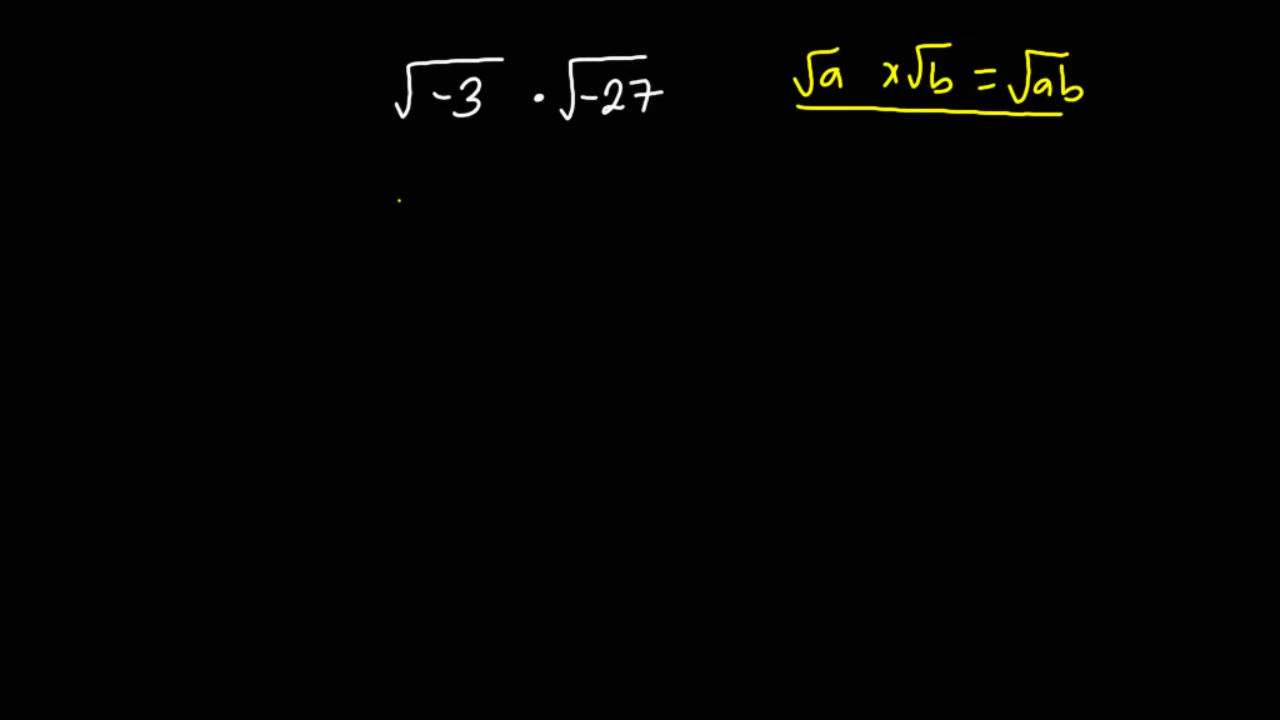 √-3 · √-27
√a x √b = √ab